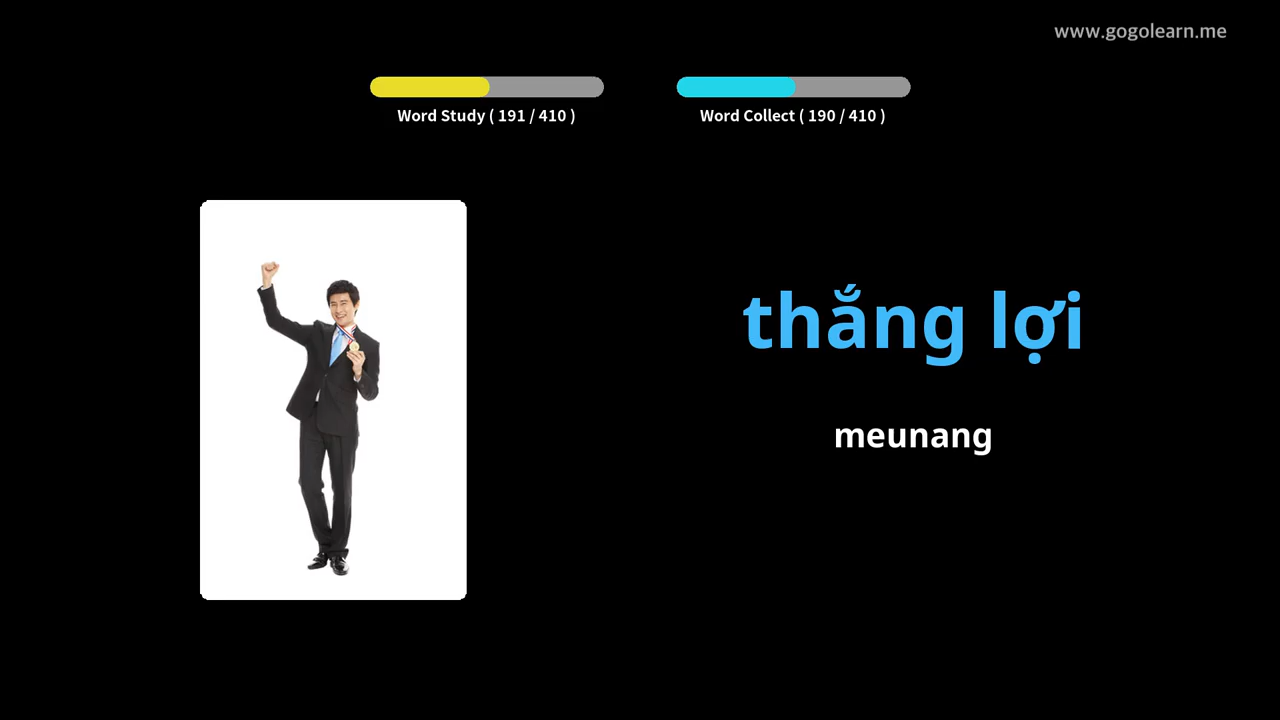 www.gogolearn.me
Word Study ( 191 / 410 )
Word Collect ( 190 / 410 )
thắng lợi
meunang